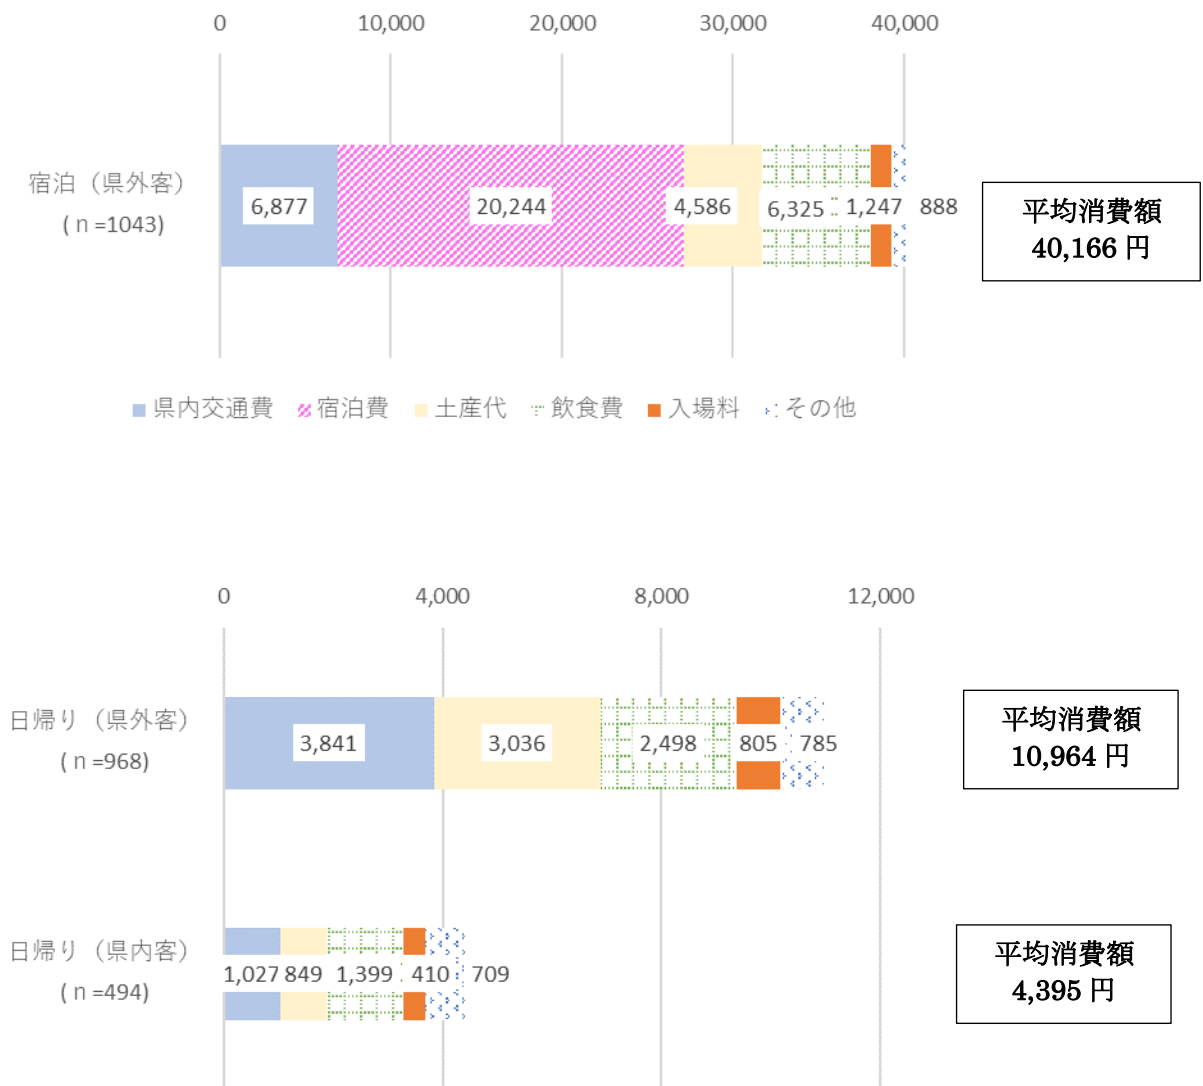 0 10,000 20,000 30,000 40,000
宿泊（県外客）
(ｎ=1043)
6,877 20,244 4,586 6,325 1,247 888
平均消費額
40,166 円
県内交通費 宿泊費 土産代 飲食費 入場料 その他
0 4,000 8,000 12,000
日帰り（県外客）
(ｎ=968)
3,841 3,036 2,498 805 785
平均消費額
10,964 円
日帰り（県内客）
(ｎ=494)
1,027 849 1,399 410 709
平均消費額
4,395 円